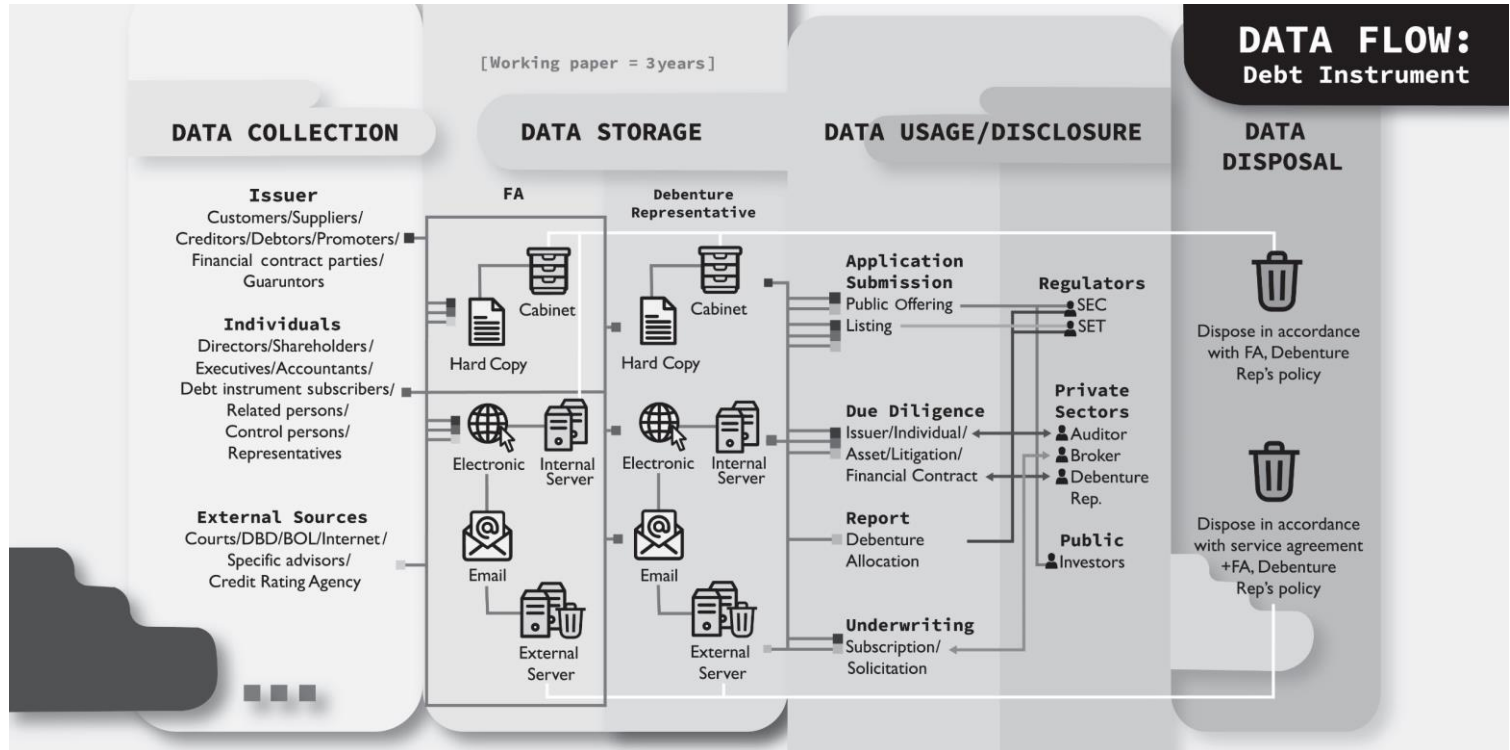 DATA FLOW:
Debt Instrument
[Working paper = 3 years]
DATA COLLECTION
Issuer
Customers/Suppliers/
Creditors/Debtors/Promoters/
Financial contract parties/
Guaruntors
Individuals
Directors/Shareholders/
Executives/Accountants/
Debt instrument subscribers/
Related persons/
Control persons/
Representatives
External Sources
Courts/DBD/BOL/Internet/
Specific advisors/
Credit Rating Agency
DATA STORAGE
FA
Cabinet
Hard Copy
Electronic
Internal
Server
Email
External
Server
Debenture
Representative
Cabinet
Hard Copy
Electronic
Internal
Server
Email
External
Server
DATA USAGE/DISCLOSURE
Application
Submission
Public Offering
Listing
Due Diligence
Issuer/Individual/
Asset/Litigation/
Financial Contract
Report
Debenture
Allocation
Underwriting
Subscription/
Solicitation
Regulators
SEC
SET
Private
Sectors
Auditor
Broker
Debenture
Rep.
Public
Investors
DATA
DISPOSAL
Dispose in accordance
with FA, Debenture
Rep's policy
Dispose in accordance
with service agreement
+FA, Debenture
Rep's policy